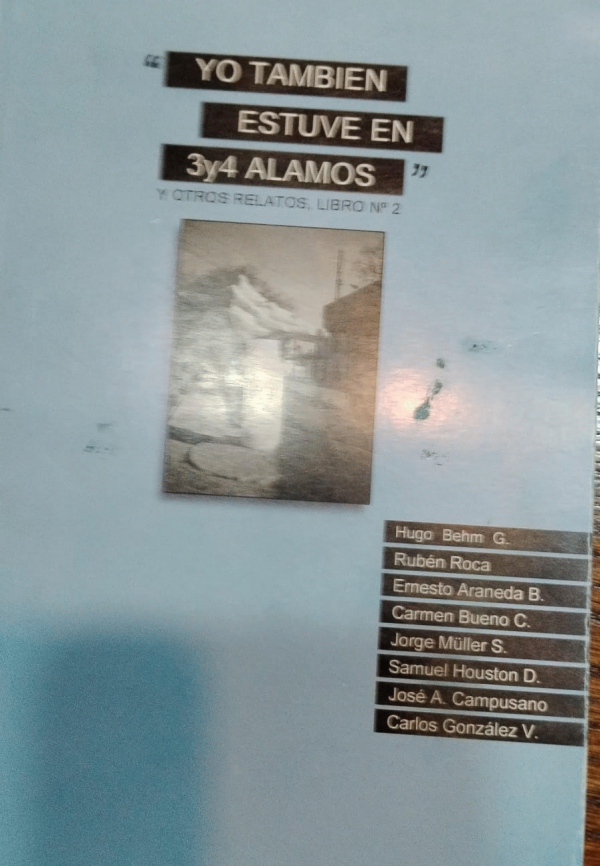 “ YO TAMBIEN
ESTUVE EN
3y4 ALAMOS ”
Y OTROS RELATOS. LIBRO Nº 2
Hugo Behm G.
Rubén Roca
Ernesto Araneda B.
Carmen Bueno C.
Jorge Müller S.
Samuel Houston D.
José A. Campusano
Carlos González V.